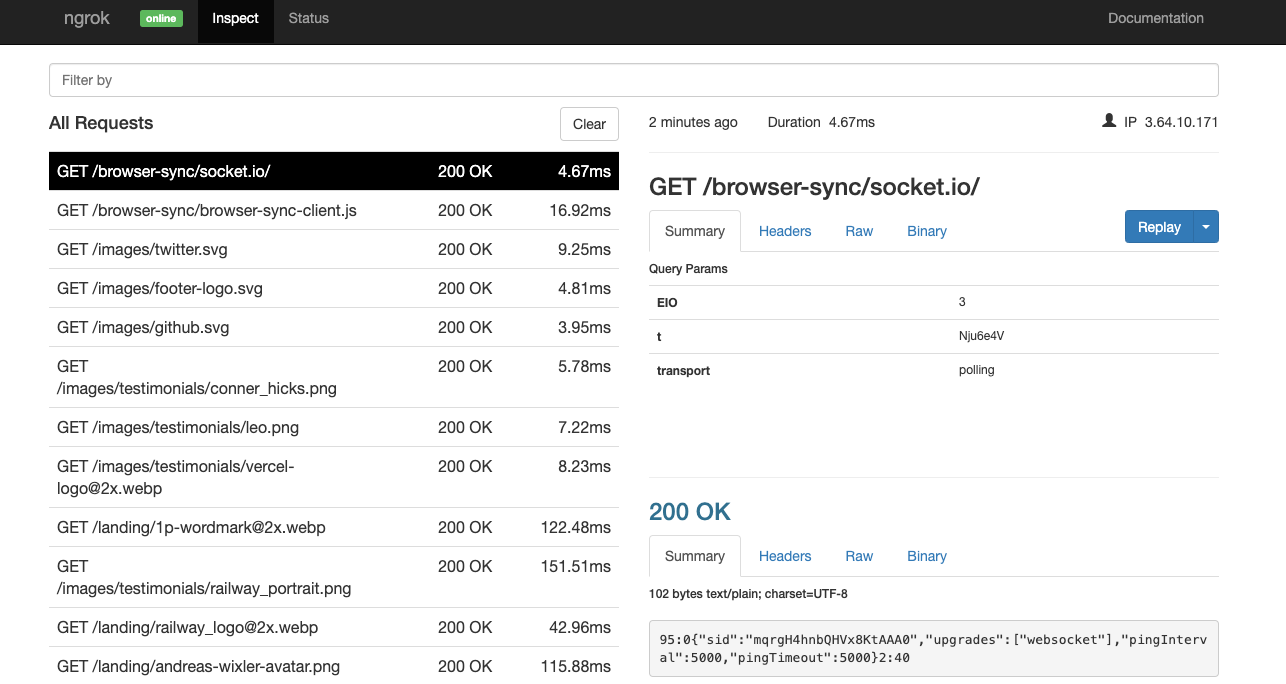 ngrok online Inspect Status Documentation
Filter by
All Requests Clear
GET /browser-sync/socket.io/ 200 OK 4.67ms
GET /browser-sync/browser-sync-client.js 200 OK 16.92ms
GET /images/twitter.svg 200 OK 9.25ms
GET /images/footer-logo.svg 200 OK 4.81ms
GET /images/github.svg 200 OK 3.95ms
GET 200 OK 5.78ms
/images/testimonials/conner_hicks.png
GET /images/testimonials/leo.png 200 OK 7.22ms
GET /images/testimonials/vercel- 200 OK 8.23ms
logo@2x.webp
GET /landing/1p-wordmark@2x.webp 200 OK 122.48ms
GET 200 OK 151.51ms
/images/testimonials/railway_portrait.png
GET /landing/railway_logo@2x.webp 200 OK 42.96ms
GET /landing/andreas-wixler-avatar.png 200 OK 115.88ms
2 minutes ago Duration 4.67ms IP 3.64.10.171
GET /browser-sync/socket.io/
Summary Headers Raw Binary Replay
Query Params
EIO 3
t Nju6e4V
transport polling
200 OK
Summary Headers Raw Binary
102 bytes text/plain; charset=UTF-8
95:0{"sid":"mqrgH4hnbQHVx8KtAAA0","upgrades":["websocket"],"pingInterv
al":5000,"pingTimeout":5000}2:40